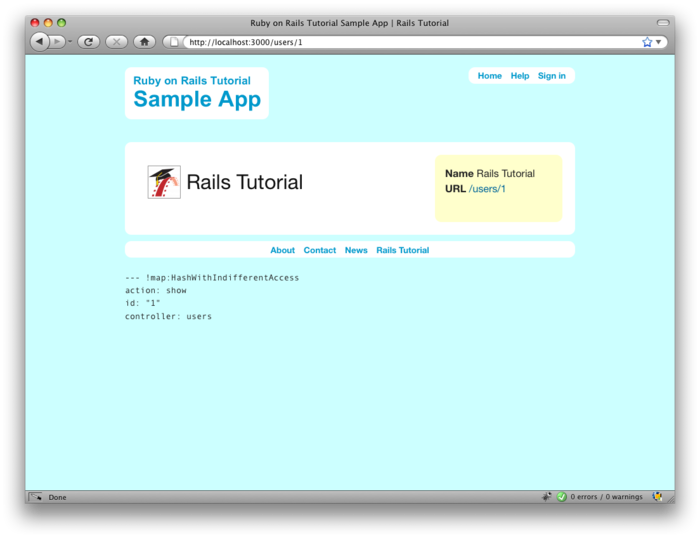 Ruby on Rails Tutorial Sample App | Rails Tutorial
http://localhost:3000/users/1
Ruby on Rails Tutorial
Sample App
Home Help Sign in
Rails Tutorial
Name Rails Tutorial
URL /users/1
About Contact News Rails Tutorial
--- !map:HashWithIndifferentAccess
action: show
id: "1"
controller: users
Done
0 errors / 0 warnings